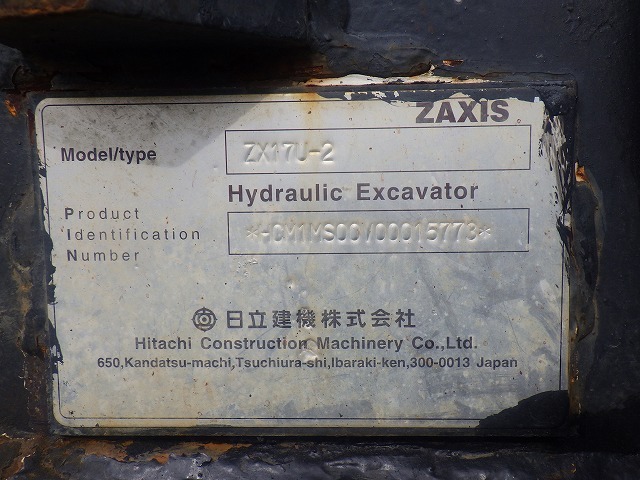 ZAXIS
Model/type ZX17U-2
Hydraulic Excavator
Product
Identification *-CM1MS00V00015773*
Number
日立建機株式会社
Hitachi Construction Machinery Co.,Ltd.
650,Kandatsu-machi,Tsuchiura-shi,Ibaraki-ken,300-0013 Japan